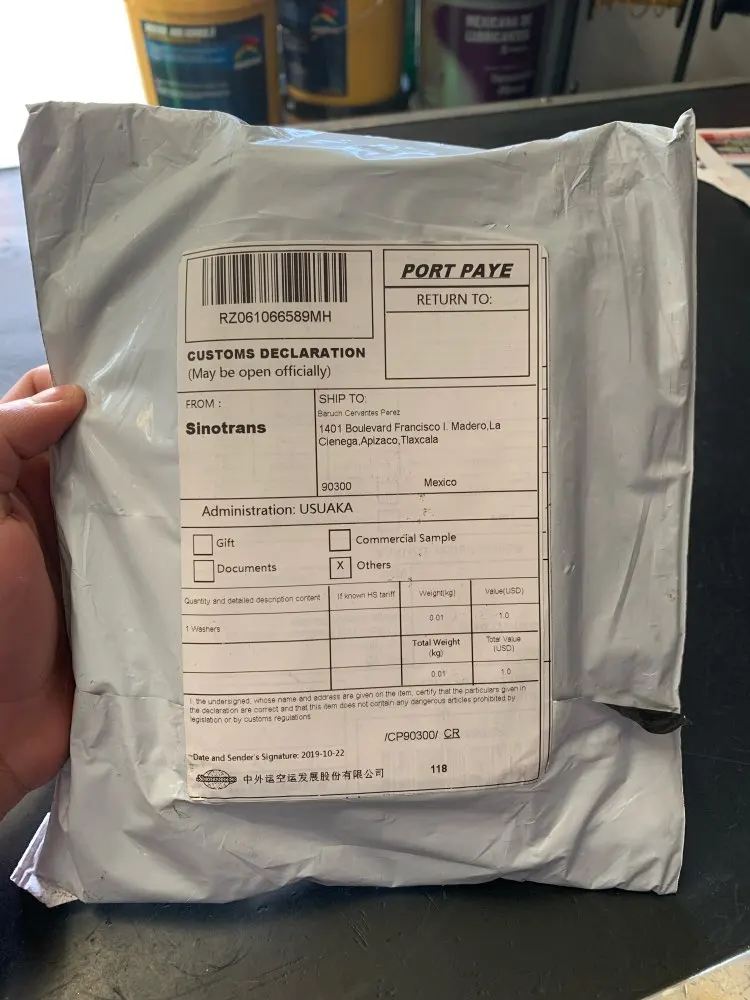 MEXICANA DE
LUBRICANTES
PORT PAYE
RETURN TO:
RZ061066589MH
CUSTOMS DECLARATION
(May be open officially)
FROM :
Sinotrans
SHIP TO:
Baruch Cervantes Perez
1401 Boulevard Francisco I. Madero,La
Cienega,Apizaco,Tlaxcala
90300 Mexico
Administration: USUAKA
Gift
Commercial Sample
Documents
X Others
Quantity and detailed description content If known HS tariff Weight(kg) Value(USD)
1 Washers 0.01 1.0
Total Weight
(kg)
Total Value
(USD)
0.01 1.0
I, the undersigned, whose name and address are given on the item, certify that the particulars given in
the declaration are correct and that this item does not contain any dangerous articles prohibited by
legislation or by customs regulations
/CP90300/ CR
Date and Sender's Signature: 2019-10-22
中外运空运发展股份有限公司
118